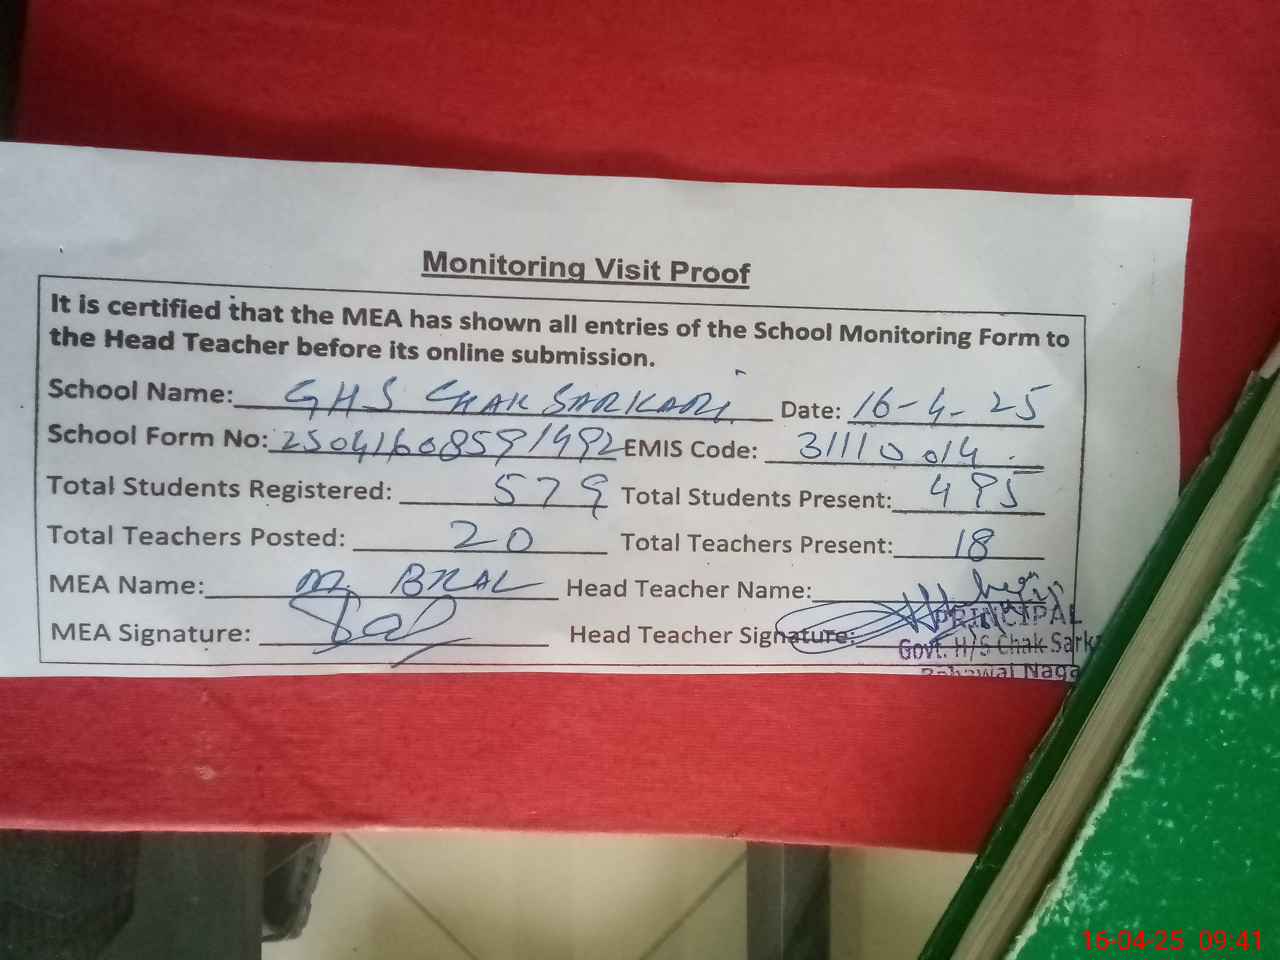 Monitoring Visit Proof
It is certified that the MEA has shown all entries of the School Monitoring Form to
the Head Teacher before its online submission.
School Name: GHS CHAK SARKARI Date: 16-4-25
School Form No: 25041608591492 EMIS Code: 31110014
Total Students Registered: 579 Total Students Present: 495
Total Teachers Posted: 20 Total Teachers Present: 18
MEA Name: M. BILAL Head Teacher Name:
MEA Signature: Head Teacher Signature:
PRINCIPAL
Govt. H/S Chak Sark
Bahawal Naga
16-04-25 09:41